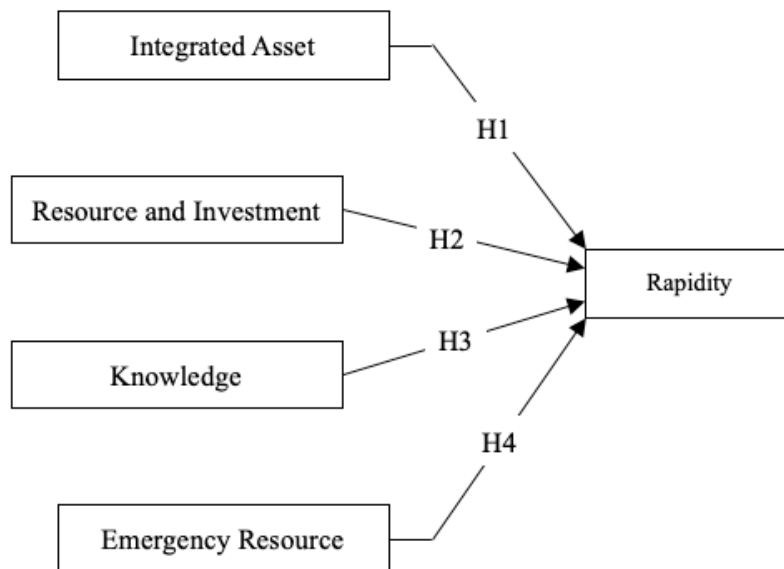 Integrated Asset
H1
Resource and Investment
H2
Rapidity
H3
Knowledge
H4
Emergency Resource